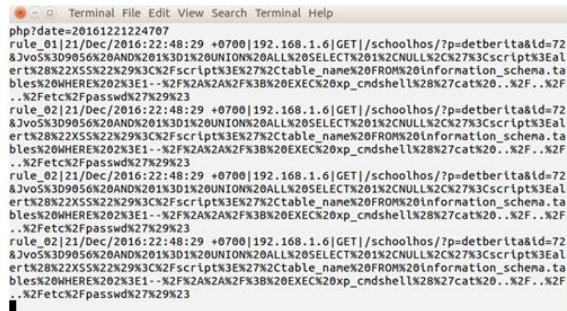 Terminal File Edit View Search Terminal Help
php?date=20161221224707
rule_01|21/Dec/2016:22:48:29 +0700|192.168.1.6|GET|/schoolhos/?p=detberita&id=72
&JvoS%3D9056%20AND%201%3D1%20UNION%20ALL%20SELECT%201%2CNULL%2C%27%3Cscript%3Eal
ert%28%22XSS%22%29%3C%2Fscript%3E%27%2Ctable_name%20FROM%20information_schema.ta
bles%20WHERE%202%3E1--%2F%2A%2A%2F%3B%20EXEC%20xp_cmdshell%28%27cat%20..%2F..%2F
..%2Fetc%2Fpasswd%27%29%23
rule_02|21/Dec/2016:22:48:29 +0700|192.168.1.6|GET|/schoolhos/?p=detberita&id=72
&JvoS%3D9056%20AND%201%3D1%20UNION%20ALL%20SELECT%201%2CNULL%2C%27%3Cscript%3Eal
ert%28%22XSS%22%29%3C%2Fscript%3E%27%2Ctable_name%20FROM%20information_schema.ta
bles%20WHERE%202%3E1--%2F%2A%2A%2F%3B%20EXEC%20xp_cmdshell%28%27cat%20..%2F..%2F
..%2Fetc%2Fpasswd%27%29%23
rule_02|21/Dec/2016:22:48:29 +0700|192.168.1.6|GET|/schoolhos/?p=detberita&id=72
&JvoS%3D9056%20AND%201%3D1%20UNION%20ALL%20SELECT%201%2CNULL%2C%27%3Cscript%3Eal
ert%28%22XSS%22%29%3C%2Fscript%3E%27%2Ctable_name%20FROM%20information_schema.ta
bles%20WHERE%202%3E1--%2F%2A%2A%2F%3B%20EXEC%20xp_cmdshell%28%27cat%20..%2F..%2F
..%2Fetc%2Fpasswd%27%29%23
rule_02|21/Dec/2016:22:48:29 +0700|192.168.1.6|GET|/schoolhos/?p=detberita&id=72
&JvoS%3D9056%20AND%201%3D1%20UNION%20ALL%20SELECT%201%2CNULL%2C%27%3Cscript%3Eal
ert%28%22XSS%22%29%3C%2Fscript%3E%27%2Ctable_name%20FROM%20information_schema.ta
bles%20WHERE%202%3E1--%2F%2A%2A%2F%3B%20EXEC%20xp_cmdshell%28%27cat%20..%2F..%2F
..%2Fetc%2Fpasswd%27%29%23